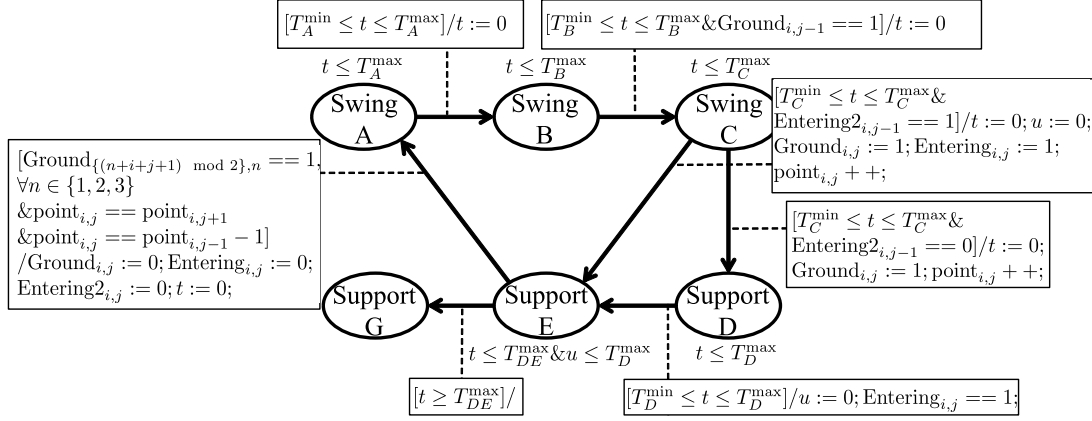 [T_A^min ≤ t ≤ T_A^max]/t := 0
[T_B^min ≤ t ≤ T_B^max&Ground_{i,j−1} == 1]/t := 0
t ≤ T_A^max
t ≤ T_B^max
t ≤ T_C^max
Swing
A
Swing
B
Swing
C
[T_C^min ≤ t ≤ T_C^max&
Entering2_{i,j−1} == 1]/t := 0; u := 0;
Ground_{i,j} := 1; Entering_{i,j} := 1;
point_{i,j} + +;
[Ground_{{(n+i+j+1) mod 2},n} == 1,
∀n ∈ {1, 2, 3}
&point_{i,j} == point_{i,j+1}
&point_{i,j} == point_{i,j−1} − 1]
/Ground_{i,j} := 0; Entering_{i,j} := 0;
Entering2_{i,j} := 0; t := 0;
[T_C^min ≤ t ≤ T_C^max&
Entering2_{i,j−1} == 0]/t := 0;
Ground_{i,j} := 1; point_{i,j} + +;
Support
G
Support
E
Support
D
t ≤ T_DE^max&u ≤ T_D^max
t ≤ T_D^max
[t ≥ T_DE^max]/
[T_D^min ≤ t ≤ T_D^max]/u := 0; Entering_{i,j} == 1;